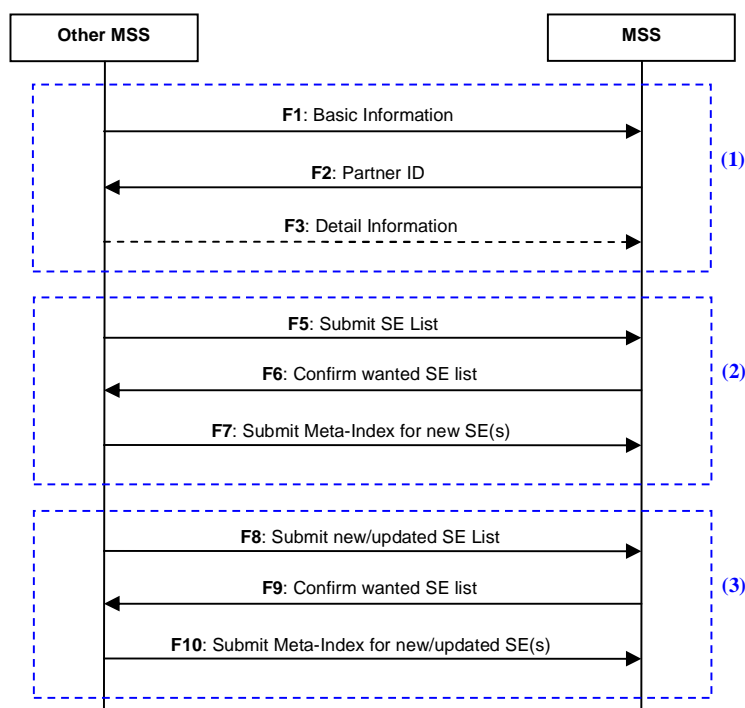 Other MSS
MSS
F1: Basic Information
(1)
F2: Partner ID
F3: Detail Information
F5: Submit SE List
F6: Confirm wanted SE list
(2)
F7: Submit Meta-Index for new SE(s)
F8: Submit new/updated SE List
F9: Confirm wanted SE list
(3)
F10: Submit Meta-Index for new/updated SE(s)